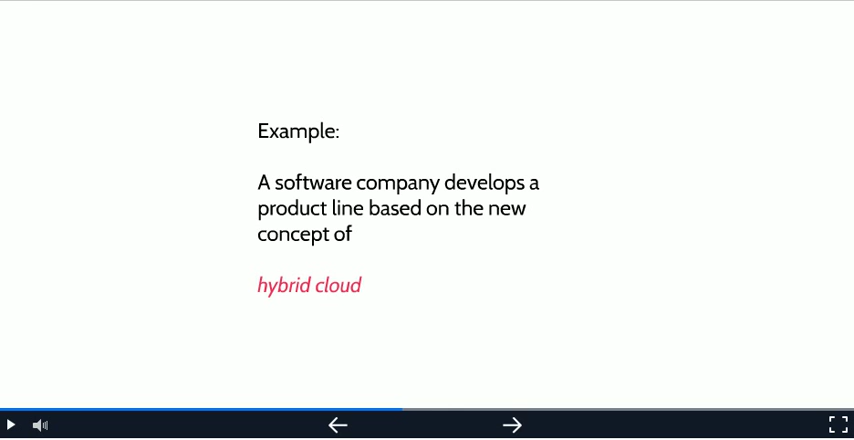 Example:
A software company develops a
product line based on the new
concept of
hybrid cloud